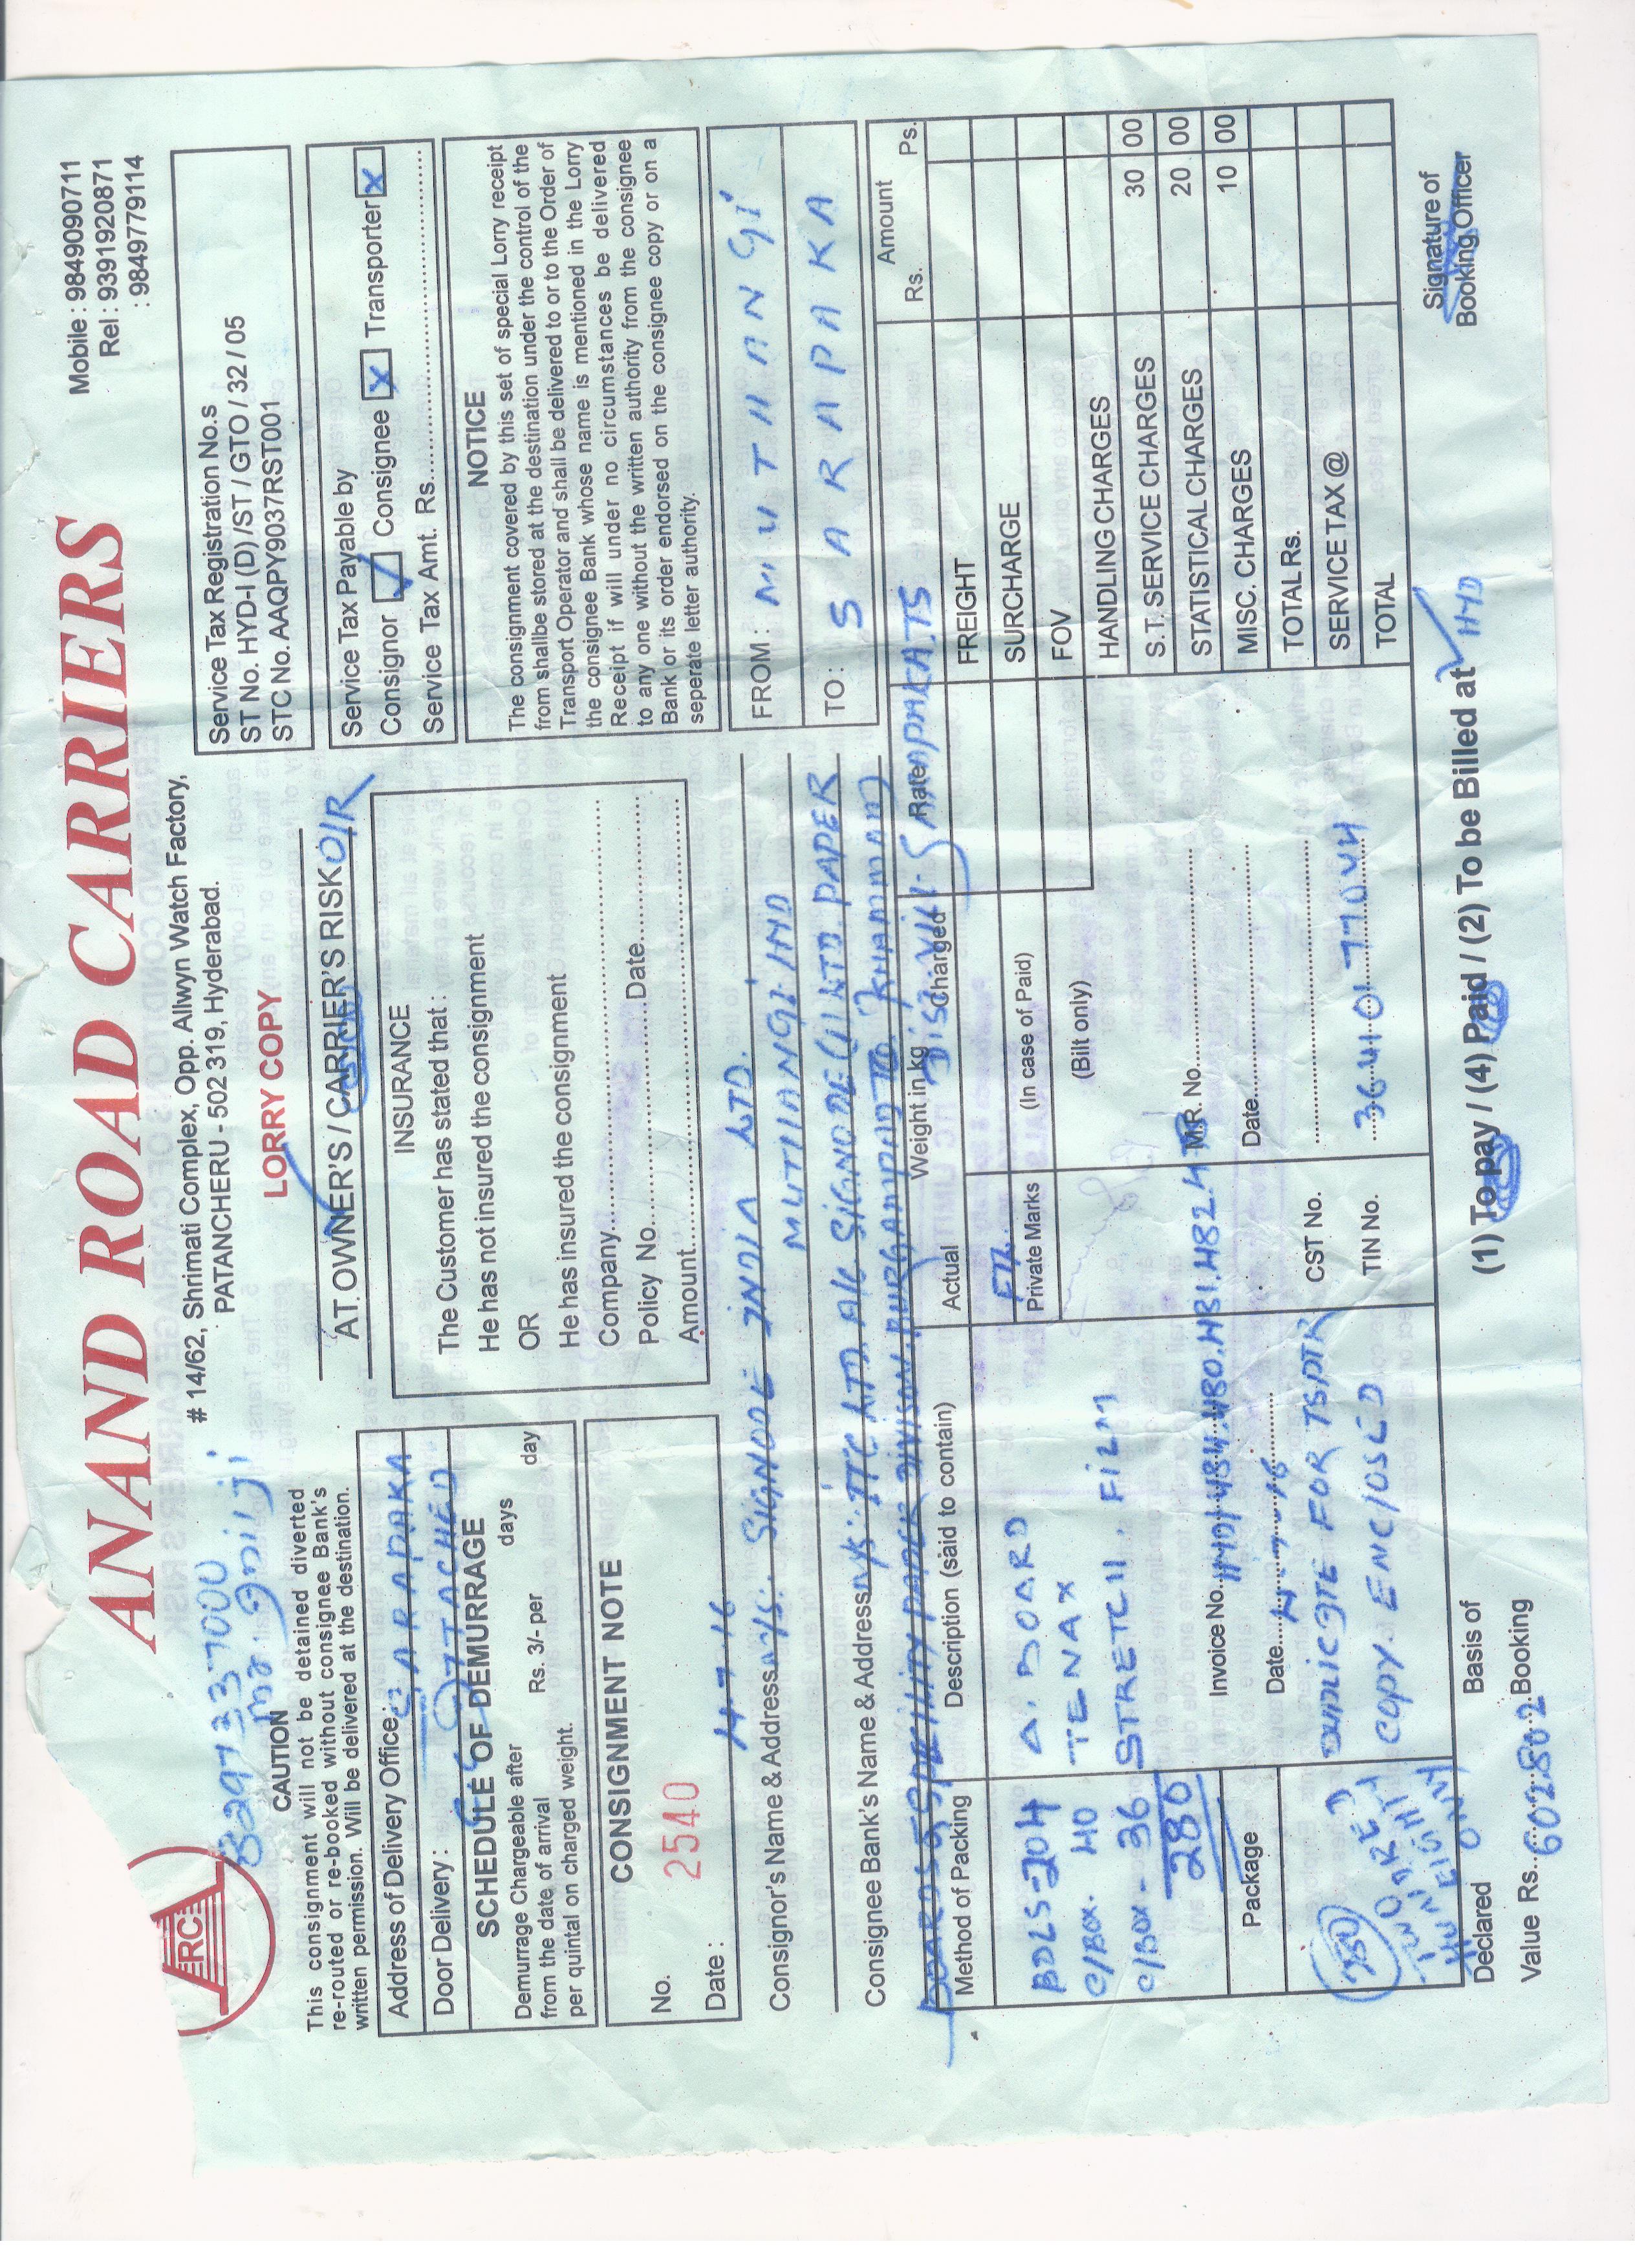 ANAND ROAD CARRIERS
Mobile : 9849090711
Rel : 9391920871
: 9849779114
RC
# 14/62, Shrimati Complex, Opp. Allwyn Watch Factory,
PATANCHERU - 502 319, Hyderabad.
8297337000
Mr. Anilji
LORRY COPY
AT OWNER'S / CARRIER'S RISK O/R
Service Tax Registration No.s
ST No. HYD-I (D) /ST / GTO / 32 / 05
STC No. AAQPY9037RST001
CAUTION
This consignment will not be detained diverted
re-routed or re-booked without consignee Bank's
written permission. Will be delivered at the destination.
Address of Delivery Office : SARAPAKA
Door Delivery : ATTACHED
SCHEDULE OF DEMURRAGE
Demurrage Chargeable after days
from the date of arrival Rs. 3/- per day
per quintal on charged weight.
CONSIGNMENT NOTE
No. 2540
Date : 4-7-16
INSURANCE
The Customer has stated that :
He has not insured the consignment
OR
He has insured the consignment
Company
Policy No. Date
Amount
Service Tax Payable by
Consignor ✓ Consignee x Transporter x
Service Tax Amt. Rs.
NOTICE
The consignment covered by this set of special Lorry receipt
from shallbe stored at the destination under the control of the
Transport Operator and shall be delivered to or to the Order of
the consignee Bank whose name is mentioned in the Lorry
Receipt if will under no circumstances be delivered
to any one without the written authority from the consignee
Bank or its order endorsed on the consignee copy or on a
seperate letter authority.
Consignor's Name & Address M/s: SIGNODE INDIA LTD.
MUTHANGI IND
FROM : MUTHANGI
TO : SARAPAKA
Consignee Bank's Name & Address M/s: ITC LTD. A/C. SIGNODE (I) LTD. PAPER
BOARDS & SPECILITY PAPER DIVISON. BURGAMPAD TO. KHAMMAM
DIST. VILL: SARAPAKA. TS
Method of Packing Description (said to contain) Weight in kg Rate Amount
Actual Charged Rs. Ps.
FTL
Private Marks (In case of Paid)
(Bilt only)
BDLS-204 A. BOARD
C/BOX. 40 TENAX
C/BOX - 36 STRETCH. FILM
280
Invoice No. 484.480.481.482.478
Date 4-7-16
Package
280
TWO
HUNDRED
EIGHTY
ONLY
DUPLICATE FOR TSPTR
COPY. ENCLOSED
M.R. No.
Date
CST No.
TIN No. 36410177044
FREIGHT
SURCHARGE
FOV
HANDLING CHARGES
S.T. SERVICE CHARGES 30 00
STATISTICAL CHARGES 20 00
MISC. CHARGES 10 00
TOTAL Rs.
SERVICE TAX @
TOTAL
Declared Basis of
Value Rs. 602.802 Booking
(1) To pay / (4) Paid / (2) To be Billed at HYD
Signature of
Booking Officer